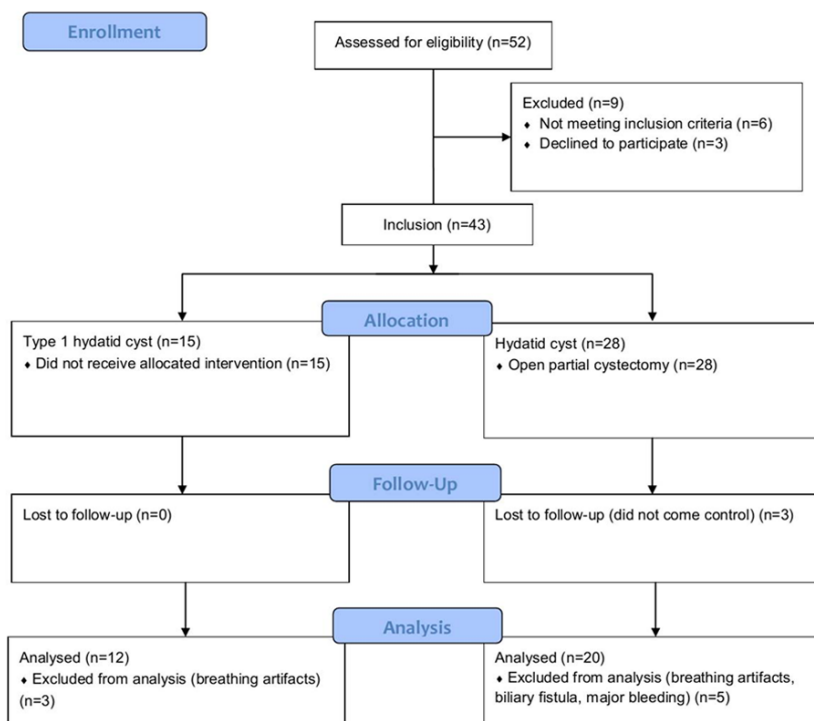 Enrollment
Assessed for eligibility (n=52)
Excluded (n=9)
♦ Not meeting inclusion criteria (n=6)
♦ Declined to participate (n=3)
Inclusion (n=43)
Allocation
Type 1 hydatid cyst (n=15)
♦ Did not receive allocated intervention (n=15)
Hydatid cyst (n=28)
♦ Open partial cystectomy (n=28)
Follow-Up
Lost to follow-up (n=0)
Lost to follow-up (did not come control) (n=3)
Analysis
Analysed (n=12)
♦ Excluded from analysis (breathing artifacts)
(n=3)
Analysed (n=20)
♦ Excluded from analysis (breathing artifacts,
biliary fistula, major bleeding) (n=5)